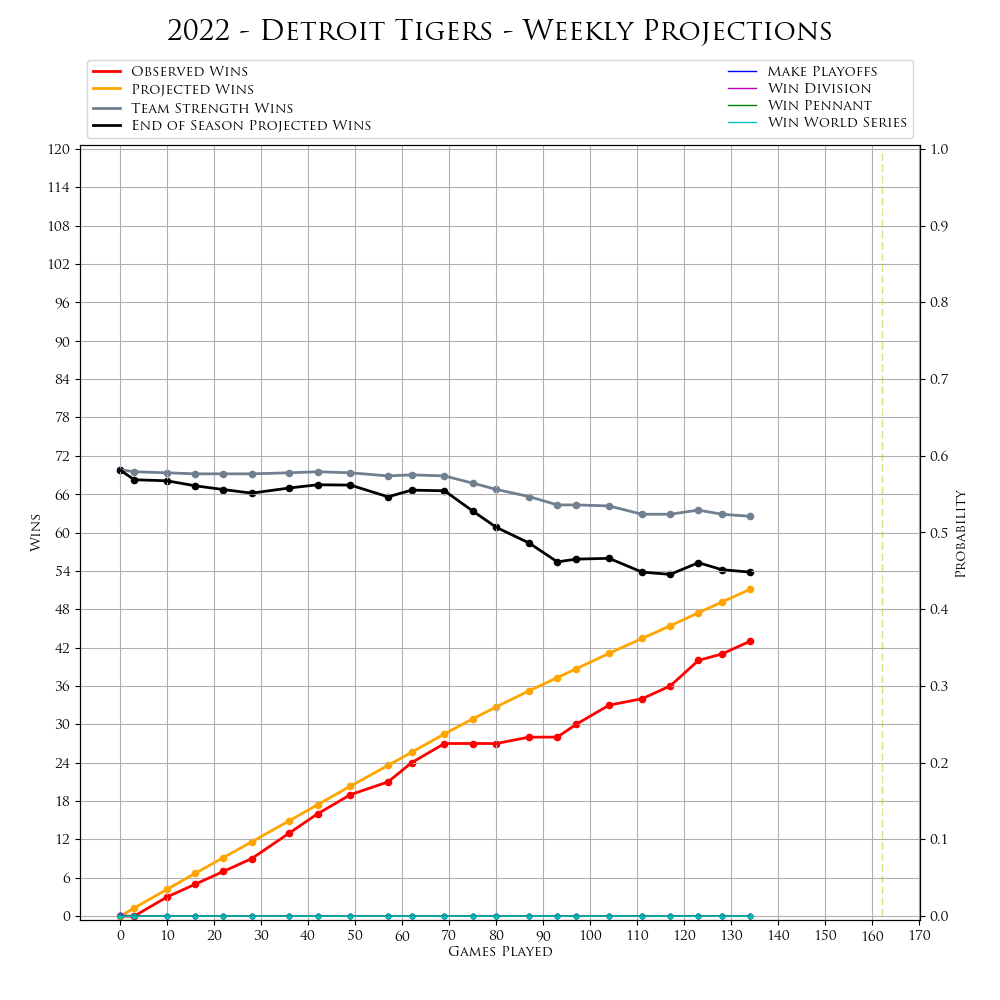 2022 - Detroit Tigers - Weekly Projections
Observed Wins
Projected Wins
Team Strength Wins
End of Season Projected Wins
Make Playoffs
Win Division
Win Pennant
Win World Series
120
114
108
102
96
90
84
78
72
66
60
54
48
42
36
30
24
18
12
6
0
Wins
1.0
0.9
0.8
0.7
0.6
0.5
0.4
0.3
0.2
0.1
0.0
Probability
0 10 20 30 40 50 60 70 80 90 100 110 120 130 140 150 160 170
Games Played